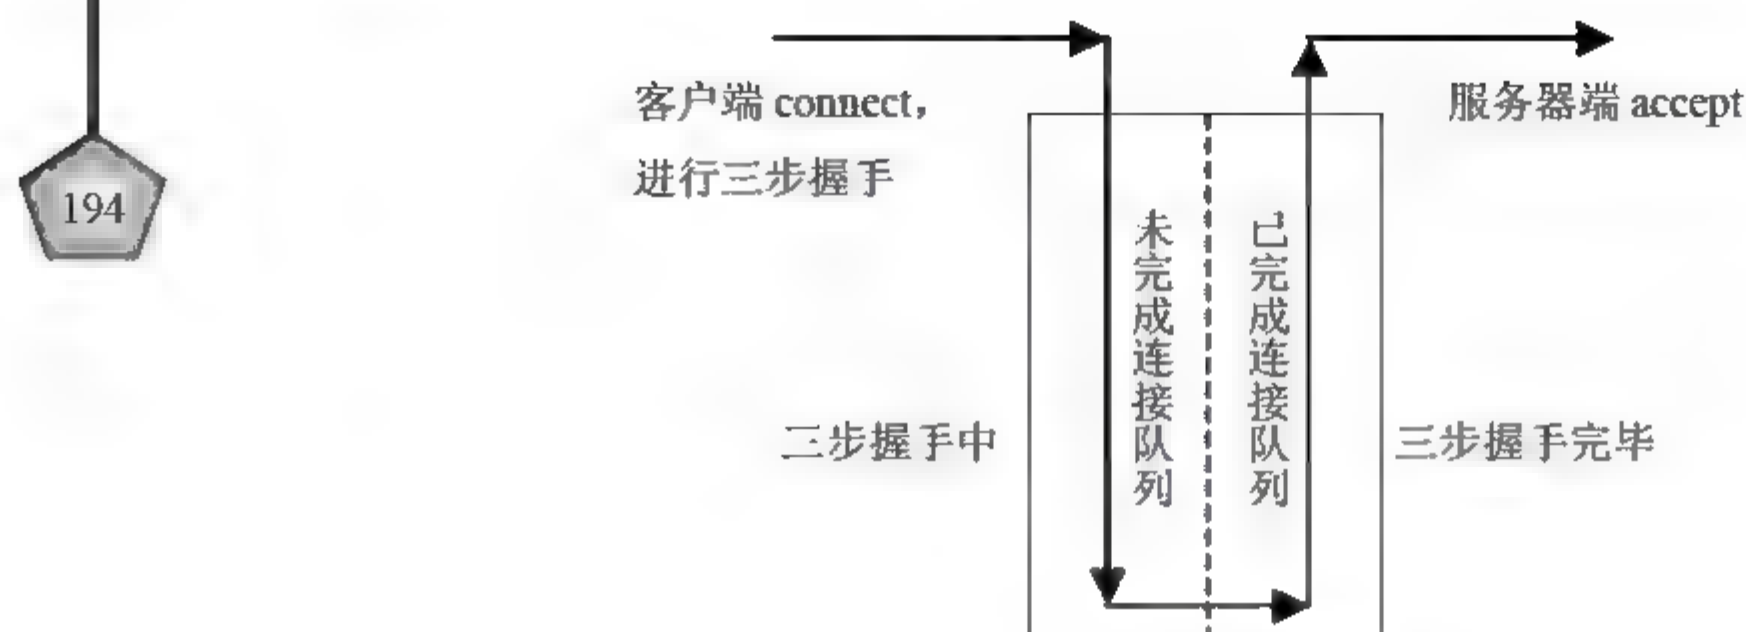 客户端 connect,
进行三步握手
服务器端 accept
194
未完成连接队列
已完成连接队列
三步握手中
三步握手完毕